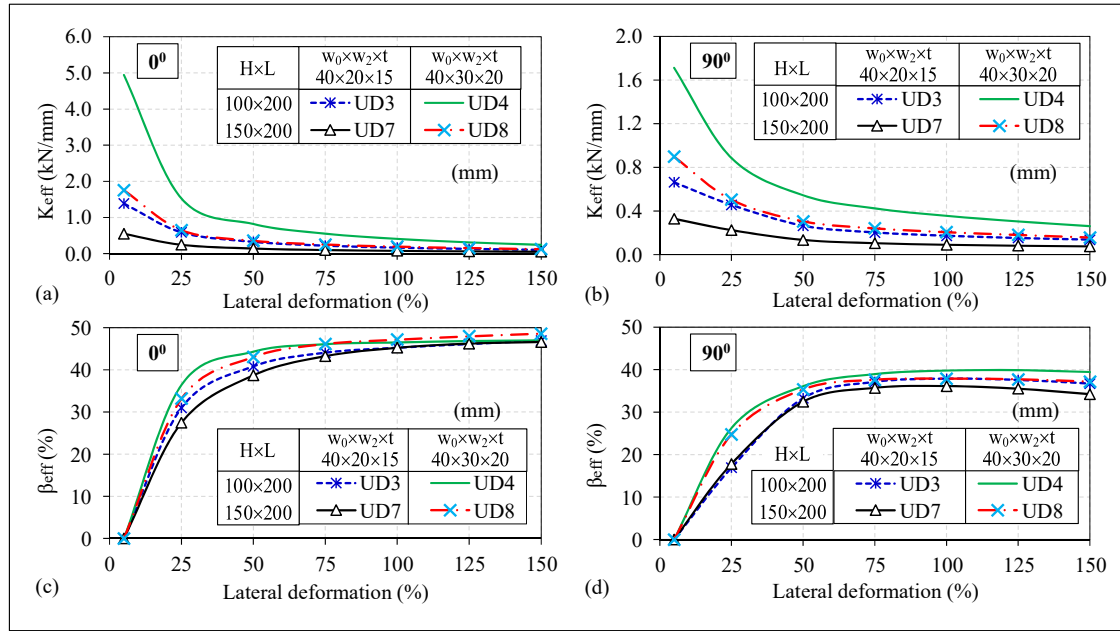 6.0
5.0
4.0
3.0
2.0
1.0
0.0
Keff (kN/mm)
0⁰
H×L
w₀×w₂×t
40×20×15
w₀×w₂×t
40×30×20
100×200
UD3
UD4
150×200
UD7
UD8
(mm)
0 25 50 75 100 125 150
(a)
Lateral deformation (%)
2.0
1.6
1.2
0.8
0.4
0.0
Keff (kN/mm)
90⁰
H×L
w₀×w₂×t
40×20×15
w₀×w₂×t
40×30×20
100×200
UD3
UD4
150×200
UD7
UD8
(mm)
0 25 50 75 100 125 150
(b)
Lateral deformation (%)
50
40
30
20
10
0
βeff (%)
0⁰
(mm)
H×L
w₀×w₂×t
40×20×15
w₀×w₂×t
40×30×20
100×200
UD3
UD4
150×200
UD7
UD8
0 25 50 75 100 125 150
(c)
Lateral deformation (%)
50
40
30
20
10
0
βeff (%)
90⁰
(mm)
H×L
w₀×w₂×t
40×20×15
w₀×w₂×t
40×30×20
100×200
UD3
UD4
150×200
UD7
UD8
0 25 50 75 100 125 150
(d)
Lateral deformation (%)